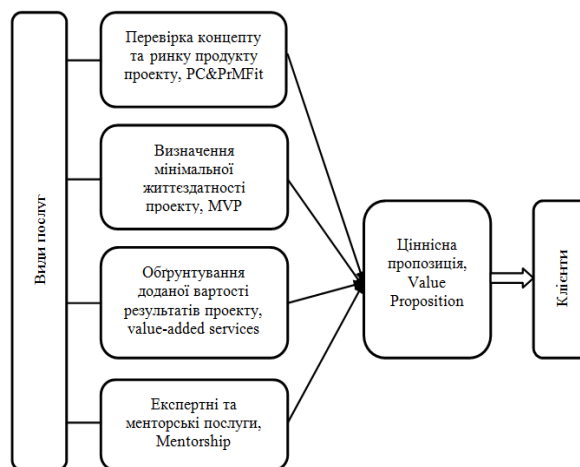 Види послуг
Перевірка концепту
та ринку продукту
проекту, PC&PrMFit
Визначення
мінімальної
життєздатності
проекту, MVP
Обґрунтування
доданої вартості
результатів проекту,
value-added services
Експертні та
менторські послуги,
Mentorship
Ціннісна
пропозиція,
Value
Proposition
Клієнти